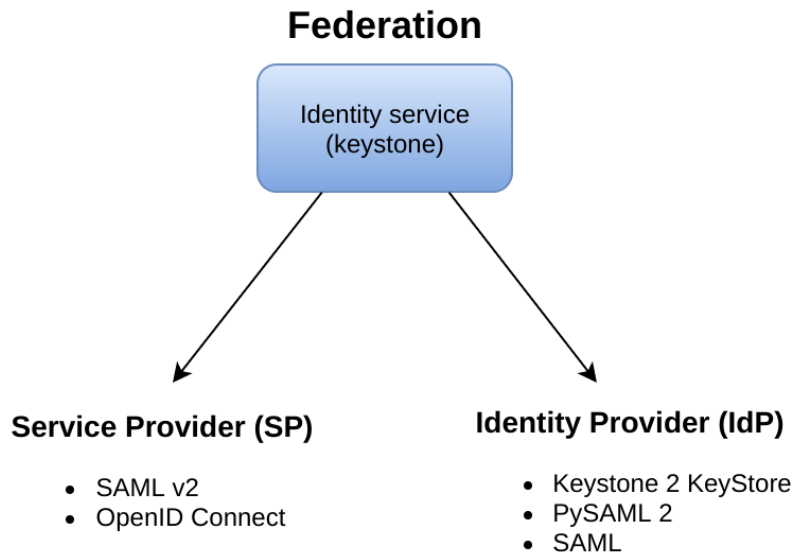 Federation
Identity service
(keystone)
Service Provider (SP)
• SAML v2
• OpenID Connect
Identity Provider (IdP)
• Keystone 2 KeyStore
• PySAML 2
• SAML